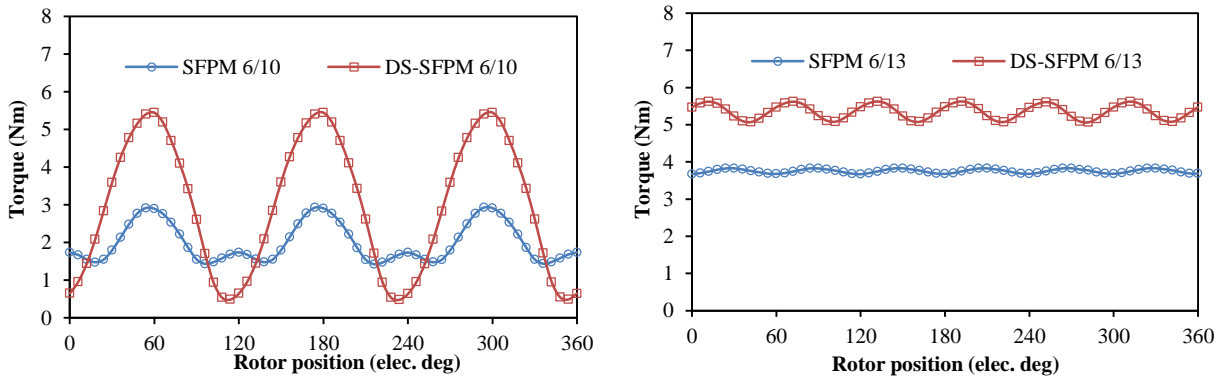 SFPM 6/10 DS-SFPM 6/10
Torque (Nm)
8
7
6
5
4
3
2
1
0
0 60 120 180 240 300 360
Rotor position (elec. deg)
SFPM 6/13 DS-SFPM 6/13
Torque (Nm)
8
7
6
5
4
3
2
1
0
0 60 120 180 240 300 360
Rotor position (elec. deg)